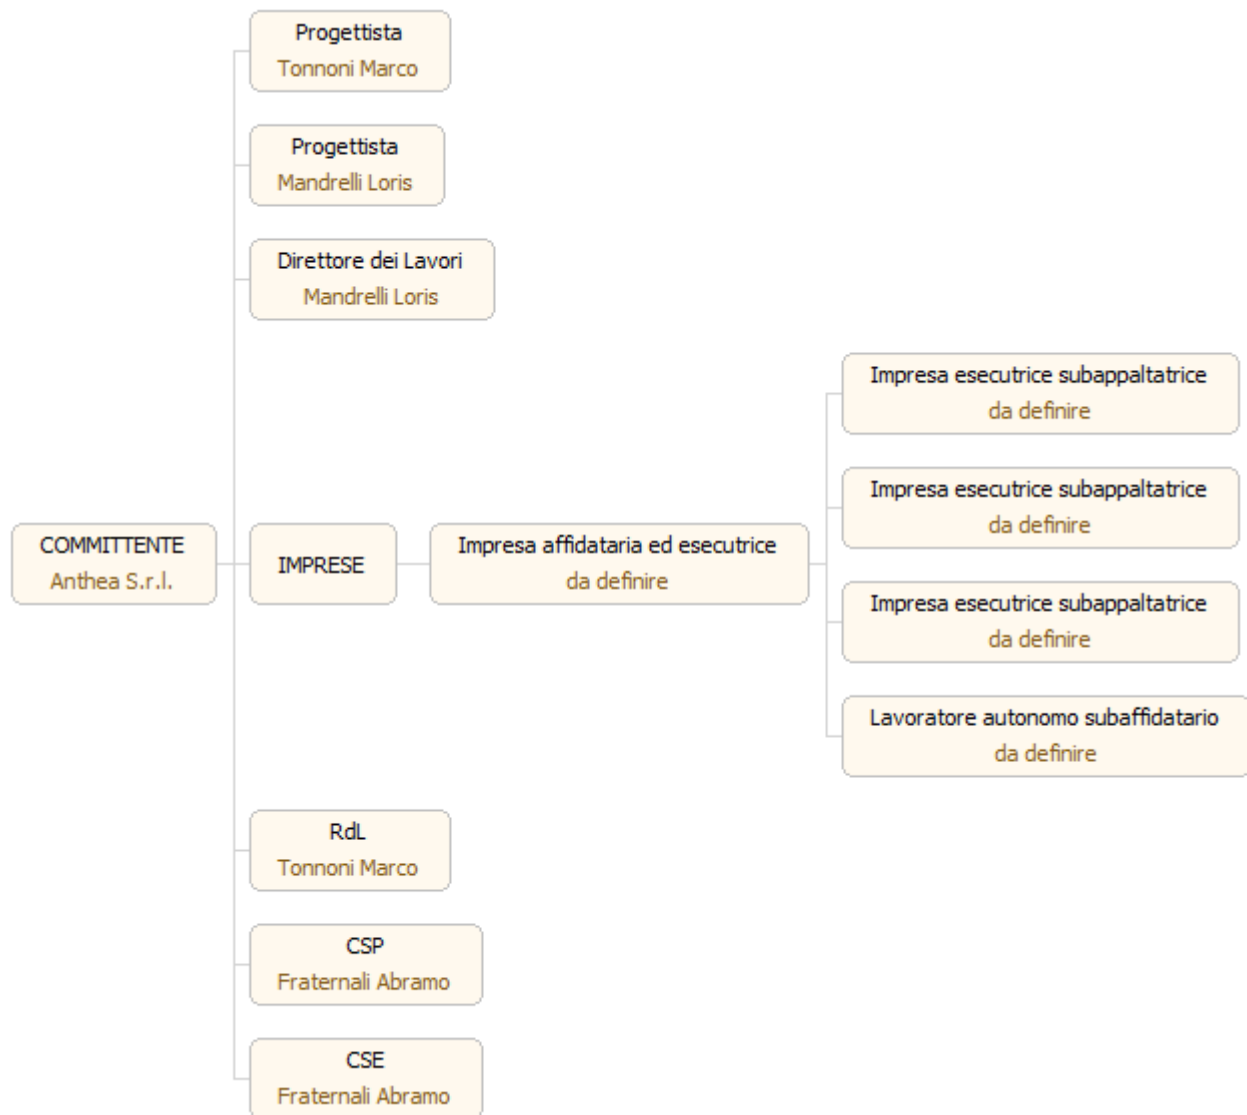 Progettista
Tonnoni Marco
Progettista
Mandrelli Loris
Direttore dei Lavori
Mandrelli Loris
Impresa esecutrice subappaltatrice
da definire
Impresa esecutrice subappaltatrice
da definire
COMMITTENTE
Anthea S.r.l.
IMPRESE
Impresa affidataria ed esecutrice
da definire
Impresa esecutrice subappaltatrice
da definire
Lavoratore autonomo subaffidatario
da definire
RdL
Tonnoni Marco
CSP
Fraternali Abramo
CSE
Fraternali Abramo